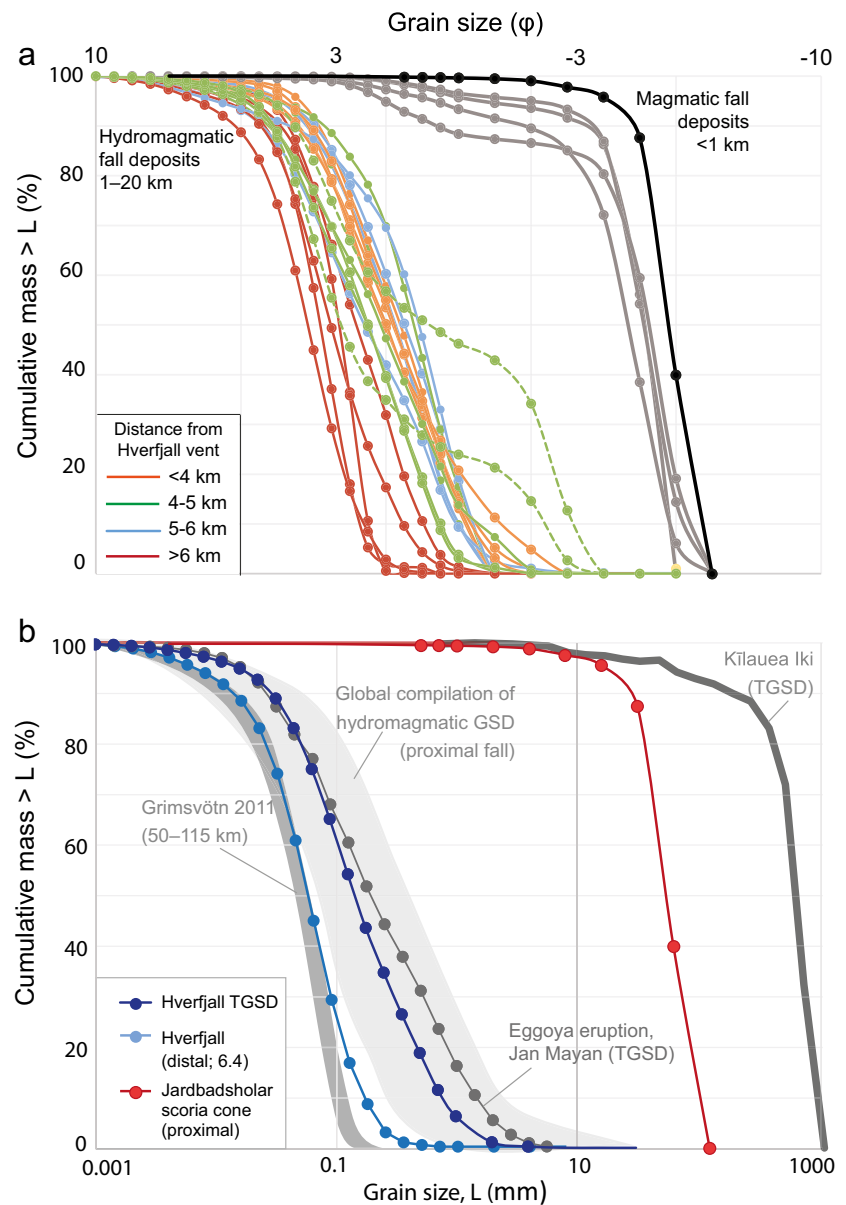 Grain size (φ)
a
10 3 -3 -10
100
80
60
40
20
0
Cumulative mass > L (%)
Hydromagmatic
fall deposits
1–20 km
Magmatic fall
deposits
<1 km
Distance from
Hverfjall vent
<4 km
4-5 km
5-6 km
>6 km
b
100
80
60
40
20
0
Cumulative mass > L (%)
Kīlauea Iki
(TGSD)
Global compilation of
hydromagmatic GSD
(proximal fall)
Grimsvötn 2011
(50–115 km)
Eggoya eruption,
Jan Mayan (TGSD)
Hverfjall TGSD
Hverfjall
(distal; 6.4)
Jardbadsholar
scoria cone
(proximal)
0.001 0.1 10 1000
Grain size, L (mm)